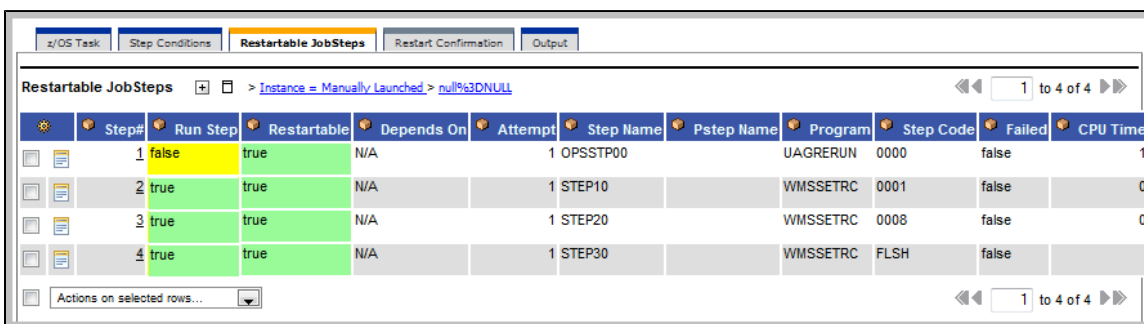 z/OS Task Step Conditions Restartable JobSteps Restart Confirmation Output
Restartable JobSteps > Instance = Manually Launched > null%3DNULL 1 to 4 of 4
Step# Run Step Restartable Depends On Attempt Step Name Pstep Name Program Step Code Failed CPU Time
1 false true N/A 1 OPSSTP00 UAGRERUN 0000 false 1
2 true true N/A 1 STEP10 WMSSETRC 0001 false 0
3 true true N/A 1 STEP20 WMSSETRC 0008 false 0
4 true true N/A 1 STEP30 WMSSETRC FLSH false
Actions on selected rows... 1 to 4 of 4